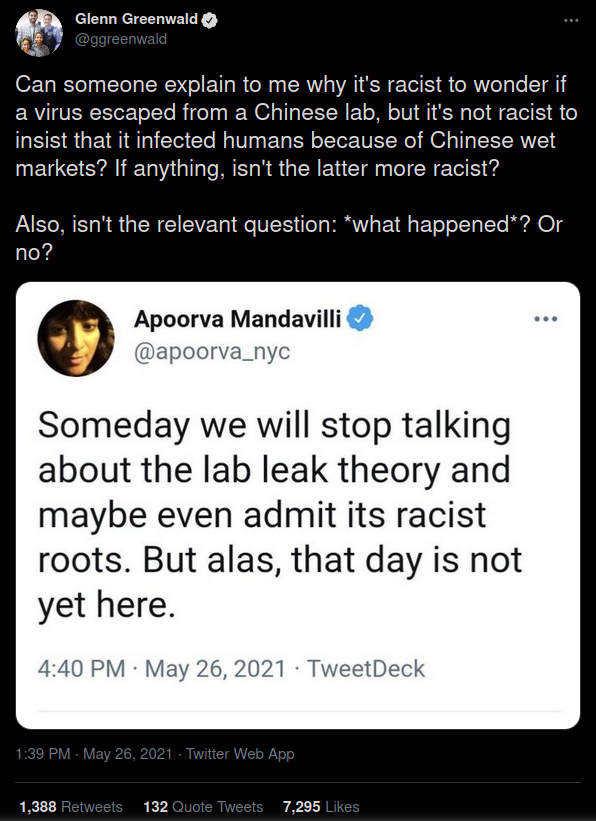 Glenn Greenwald
@ggreenwald
Can someone explain to me why it's racist to wonder if
a virus escaped from a Chinese lab, but it's not racist to
insist that it infected humans because of Chinese wet
markets? If anything, isn't the latter more racist?
Also, isn't the relevant question: *what happened*? Or
no?
Apoorva Mandavilli
@apoorva_nyc
Someday we will stop talking
about the lab leak theory and
maybe even admit its racist
roots. But alas, that day is not
yet here.
4:40 PM · May 26, 2021 · TweetDeck
1:39 PM · May 26, 2021 · Twitter Web App
1,388 Retweets 132 Quote Tweets 7,295 Likes